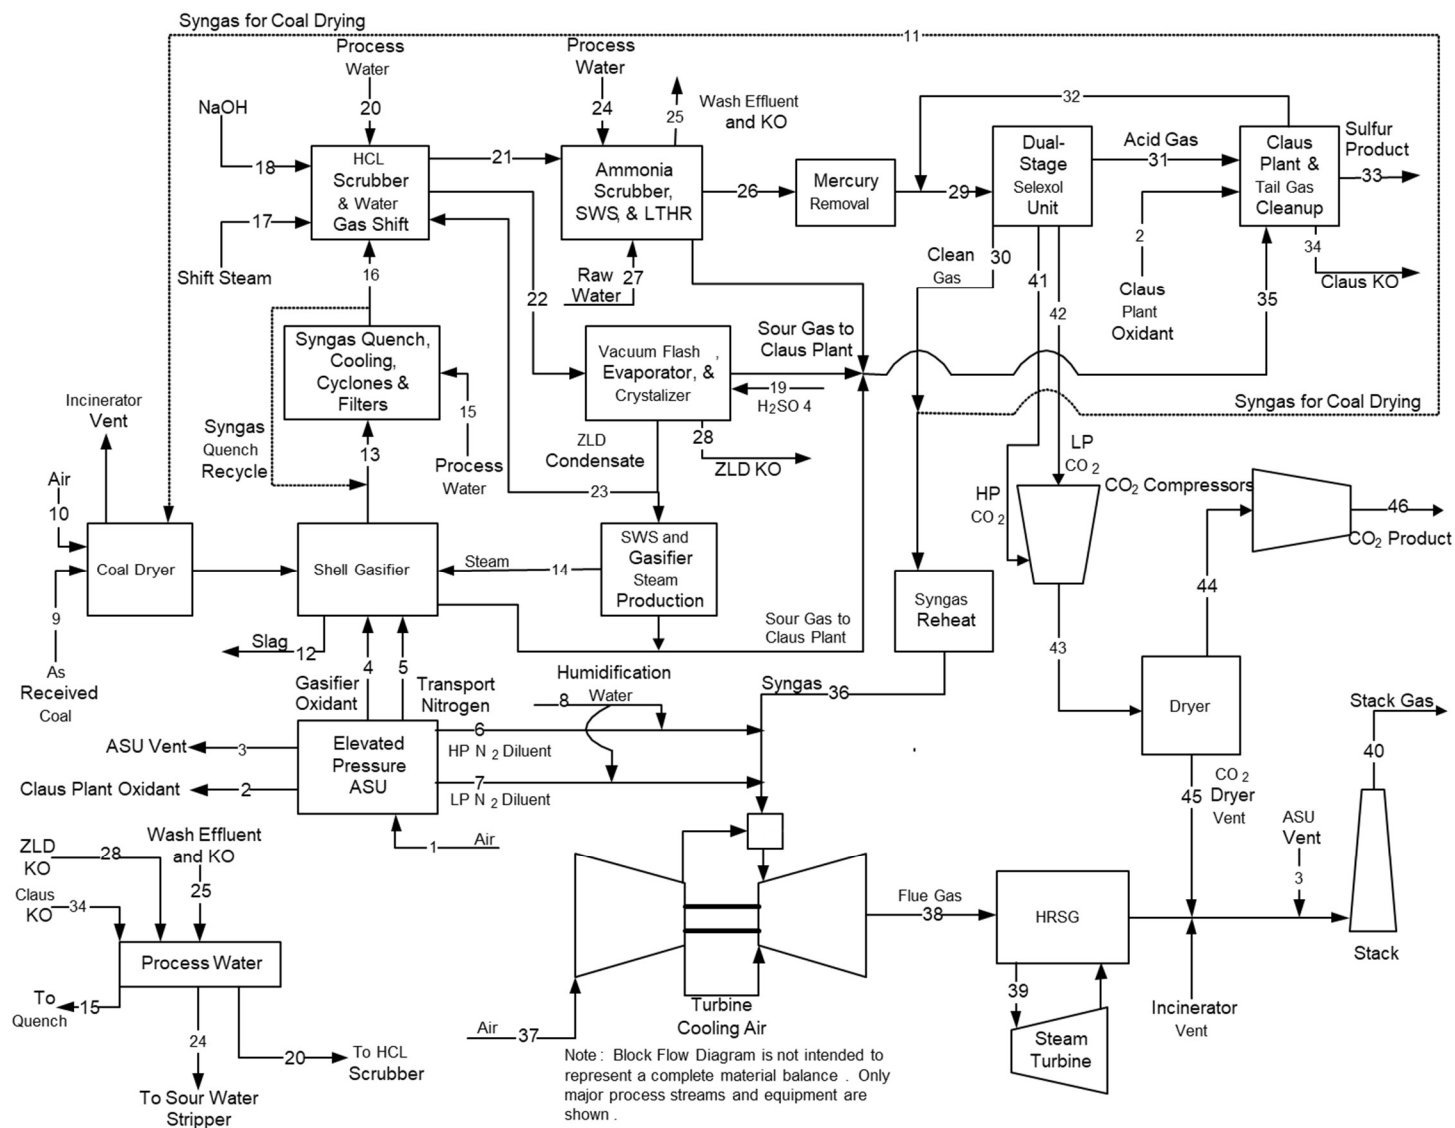 Syngas for Coal Drying
11
Process
Water
20
NaOH
18
17
Shift Steam
HCL
Scrubber
& Water
Gas Shift
16
21
22
Process
Water
24
25
Wash Effluent
and KO
Ammonia
Scrubber,
SWS, & LTHR
Raw
Water
27
26
Mercury
Removal
32
29
Dual-
Stage
Selexol
Unit
Acid Gas
31
2
Claus
Plant
Oxidant
Claus
Plant &
Tail Gas
Cleanup
Sulfur
Product
33
34
Claus KO
35
Clean
Gas
30
41
42
Sour Gas to
Claus Plant
Syngas Quench,
Cooling,
Cyclones &
Filters
15
Process
Water
Syngas
Quench
Recycle
13
Vacuum Flash ,
Evaporator, &
Crystalizer
19
H2SO 4
28
ZLD KO
ZLD
Condensate
23
Syngas for Coal Drying
LP
CO 2
HP
CO 2
CO2 Compressors
46
CO2 Product
44
Incinerator
Vent
Air
10
Coal Dryer
9
As
Received
Coal
Shell Gasifier
Steam
14
SWS and
Gasifier
Steam
Production
Sour Gas to
Claus Plant
Syngas
Reheat
43
Dryer
Slag
12
4
5
Gasifier
Oxidant
Transport
Nitrogen
Humidification
8
Water
Syngas
36
6
HP N 2 Diluent
7
LP N 2 Diluent
ASU Vent
3
Claus Plant Oxidant
2
Elevated
Pressure
ASU
1
Air
45
CO 2
Dryer
Vent
ASU
Vent
3
Stack Gas
40
Stack
ZLD
KO
28
Claus
KO
34
Wash Effluent
and KO
25
Process Water
To
Quench
15
24
To Sour Water
Stripper
20
To HCL
Scrubber
Air
37
Turbine
Cooling Air
Flue Gas
38
HRSG
39
Steam
Turbine
Incinerator
Vent
Note : Block Flow Diagram is not intended to
represent a complete material balance . Only
major process streams and equipment are
shown .